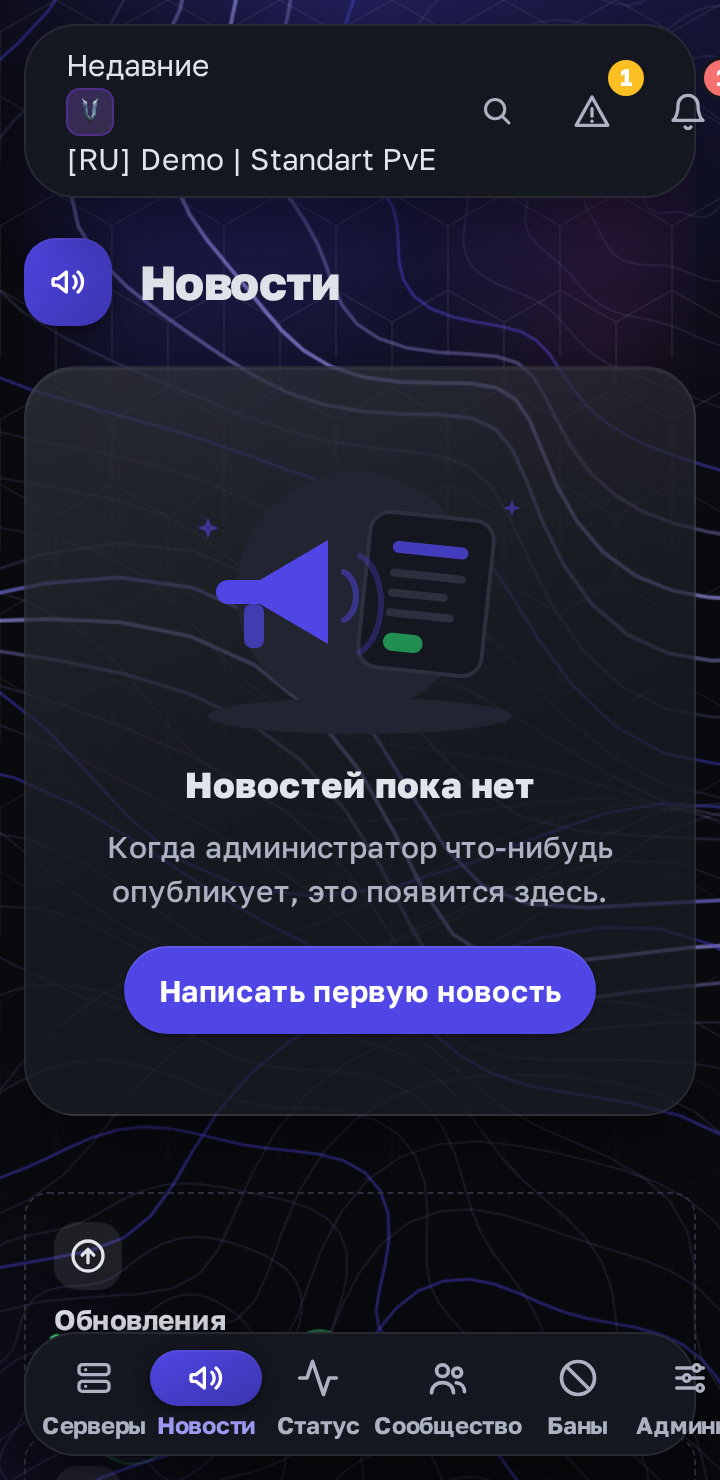 Недавние
[RU] Demo | Standart PvE
1
Новости
Новостей пока нет
Когда администратор что-нибудь
опубликует, это появится здесь.
Написать первую новость
Обновления
Серверы
Новости
Статус
Сообщество
Баны